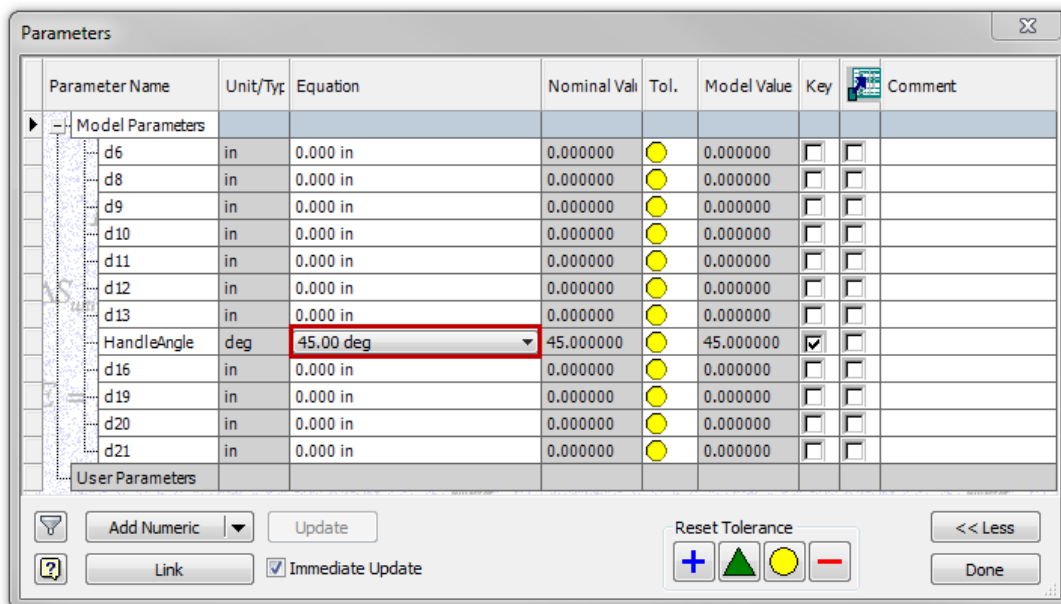 Parameters
Parameter Name Unit/Typ Equation Nominal Valu Tol. Model Value Key Comment
Model Parameters
d6 in 0.000 in 0.000000 0.000000
d8 in 0.000 in 0.000000 0.000000
d9 in 0.000 in 0.000000 0.000000
d10 in 0.000 in 0.000000 0.000000
d11 in 0.000 in 0.000000 0.000000
d12 in 0.000 in 0.000000 0.000000
d13 in 0.000 in 0.000000 0.000000
HandleAngle deg 45.00 deg 45.000000 45.000000
d16 in 0.000 in 0.000000 0.000000
d19 in 0.000 in 0.000000 0.000000
d20 in 0.000 in 0.000000 0.000000
d21 in 0.000 in 0.000000 0.000000
User Parameters
Add Numeric Update Reset Tolerance << Less
Link Immediate Update Done